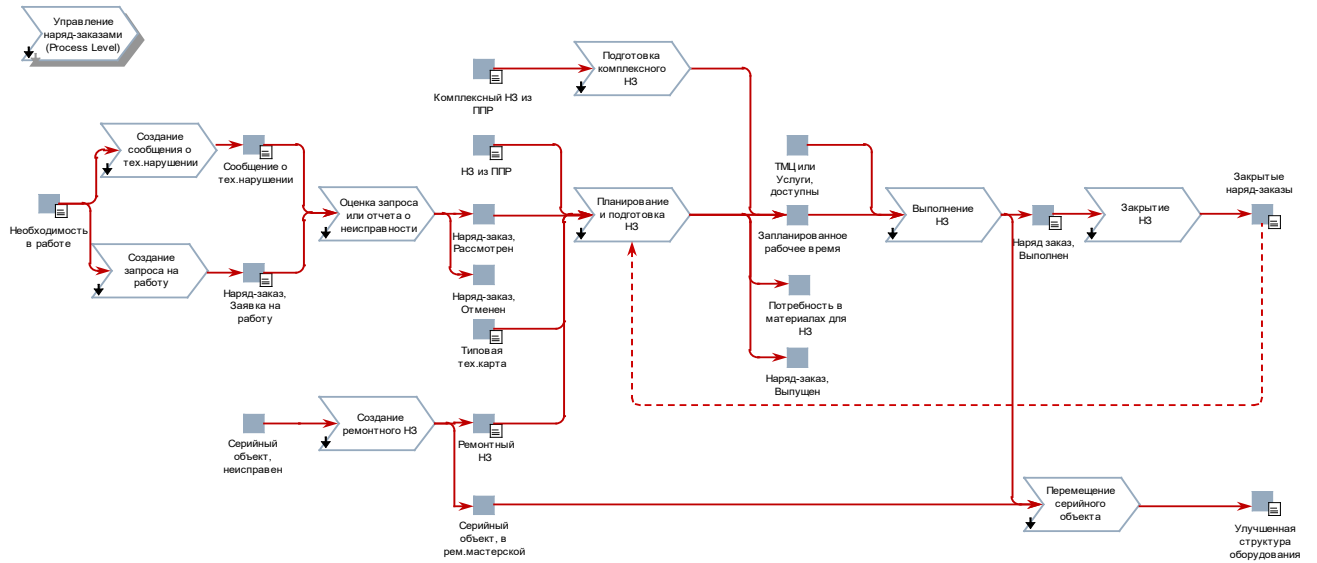 Управление
наряд-заказами
(Process Level)
Подготовка
комплексного
НЗ
Комплексный НЗ из
ППР
Создание
сообщения о
тех.нарушении
Сообщение о
тех.нарушении
НЗ из ППР
ТМЦ или
Услуги,
доступны
Закрытые
наряд-заказы
Необходимость
в работе
Оценка запроса
или отчета о
неисправности
Наряд-заказ,
Рассмотрен
Планирование
и подготовка
НЗ
Запланированное
рабочее время
Выполнение
НЗ
Наряд заказ,
Выполнен
Закрытие
НЗ
Создание
запроса на
работу
Наряд-заказ,
Заявка на
работу
Наряд-заказ,
Отменен
Потребность в
материалах для
НЗ
Типовая
тех.карта
Наряд-заказ,
Выпущен
Серийный
объект,
неисправен
Создание
ремонтного НЗ
Ремонтный
НЗ
Серийный
объект, в
рем.мастерской
Перемещение
серийного
объекта
Улучшенная
структура
оборудования